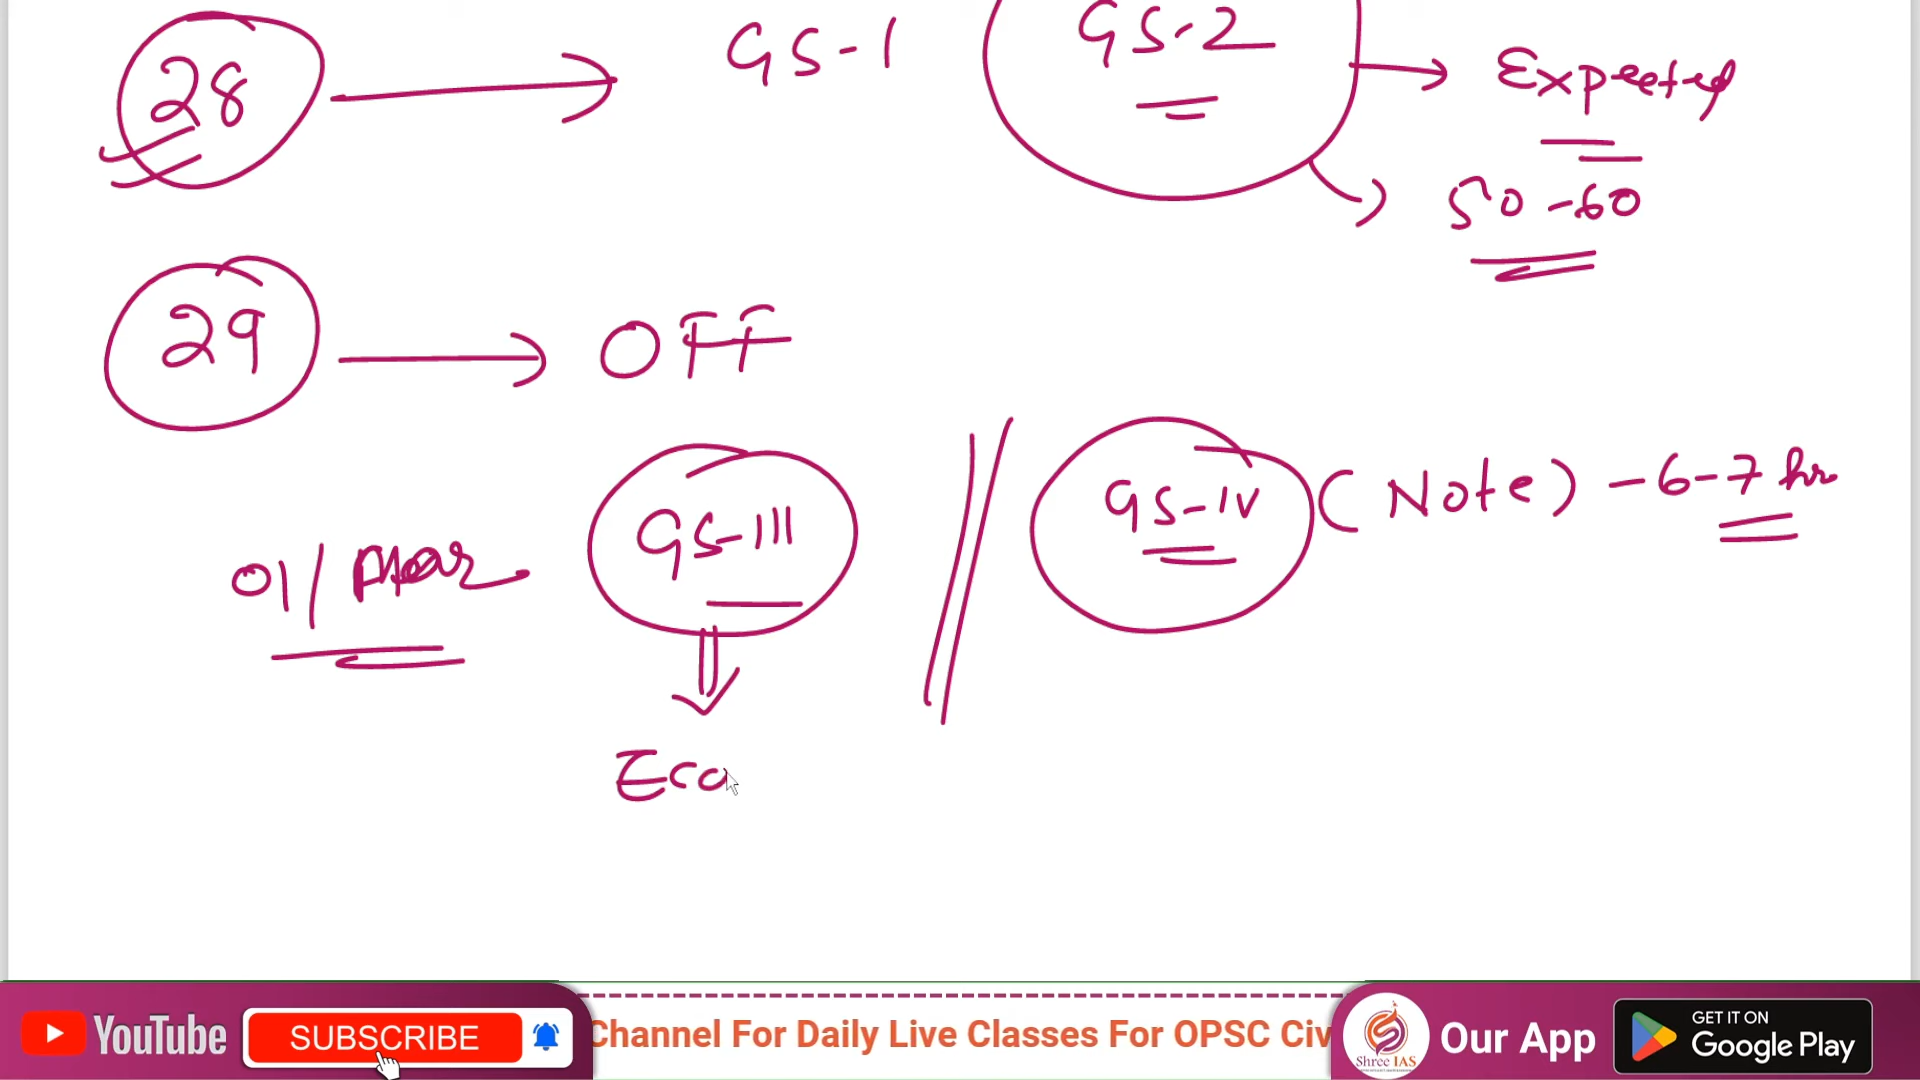 28 → GS-1 GS-2 → Expected
50-60
29 → OFF
01/Mar GS-III // GS-IV (Note) - 6-7 hr
Eco
YouTube SUBSCRIBE Channel For Daily Live Classes For OPSC Civ Shree IAS Our App GET IT ON Google Play